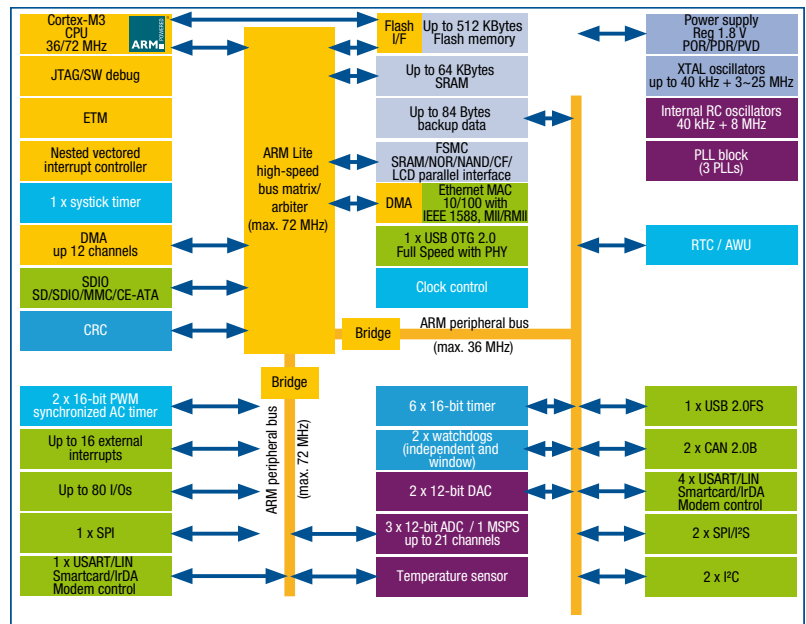 Cortex-M3
CPU
36/72 MHz
ARM POWERED
JTAG/SW debug
ETM
Nested vectored
interrupt controller
1 x systick timer
DMA
up 12 channels
SDIO
SD/SDIO/MMC/CE-ATA
CRC
ARM Lite
high-speed
bus matrix/
arbiter
(max. 72 MHz)
Flash
I/F
Up to 512 KBytes
Flash memory
Up to 64 KBytes
SRAM
Up to 84 Bytes
backup data
FSMC
SRAM/NOR/NAND/CF/
LCD parallel interface
DMA
Ethernet MAC
10/100 with
IEEE 1588, MII/RMII
1 x USB OTG 2.0
Full Speed with PHY
Clock control
Power supply
Reg 1.8 V
POR/PDR/PVD
XTAL oscillators
up to 40 kHz + 3~25 MHz
Internal RC oscillators
40 kHz + 8 MHz
PLL block
(3 PLLs)
RTC / AWU
Bridge
ARM peripheral bus
(max. 36 MHz)
Bridge
ARM peripheral bus
(max. 72 MHz)
2 x 16-bit PWM
synchronized AC timer
Up to 16 external
interrupts
Up to 80 I/Os
1 x SPI
1 x USART/LIN
Smartcard/IrDA
Modem control
6 x 16-bit timer
2 x watchdogs
(independent and
window)
2 x 12-bit DAC
3 x 12-bit ADC / 1 MSPS
up to 21 channels
Temperature sensor
1 x USB 2.0FS
2 x CAN 2.0B
4 x USART/LIN
Smartcard/IrDA
Modem control
2 x SPI/I²S
2 x I²C